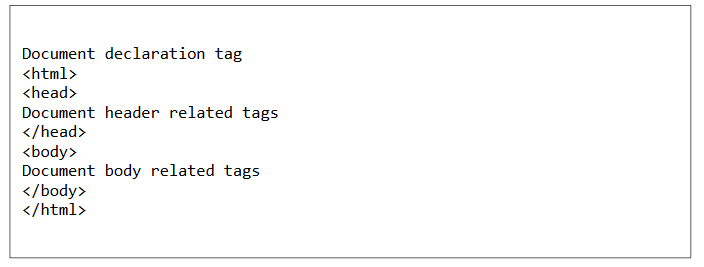 Document declaration tag
<html>
<head>
Document header related tags
</head>
<body>
Document body related tags
</body>
</html>